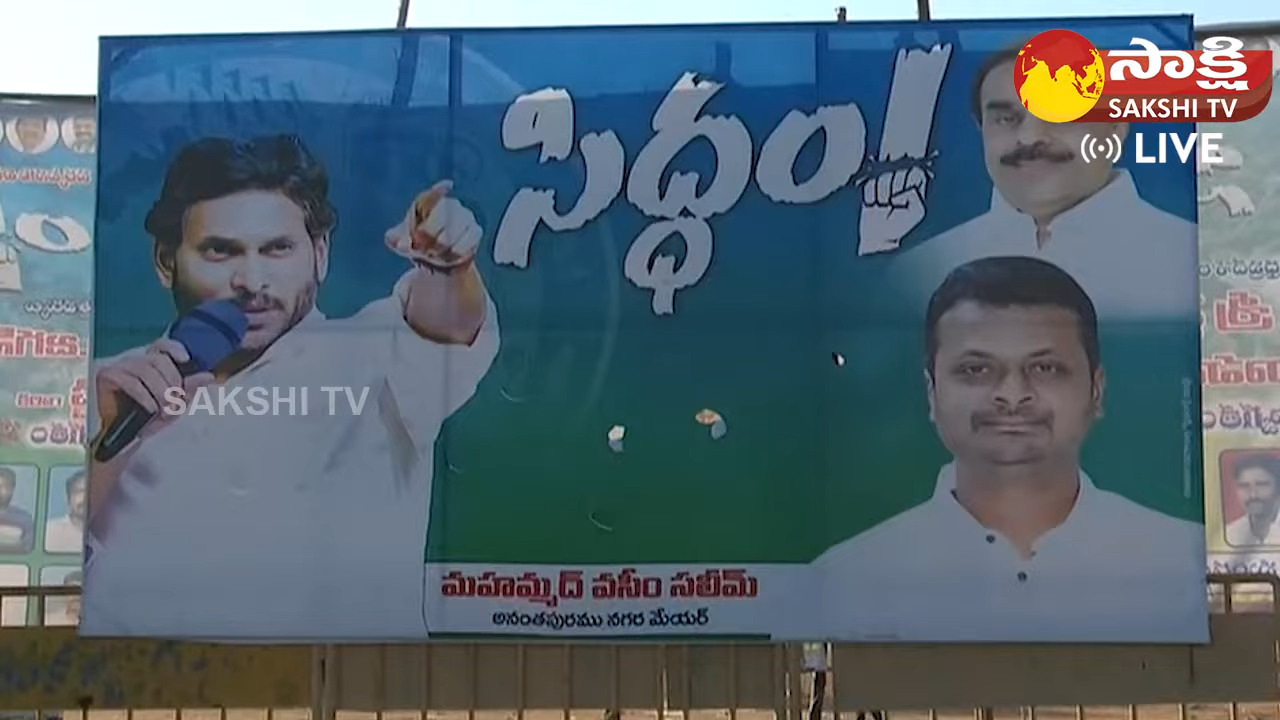 సిద్ధం!
సాక్షి
SAKSHI TV
LIVE
SAKSHI TV
మహమ్మద్ వసీం సలీమ్
అనంతపురము నగర మేయర్